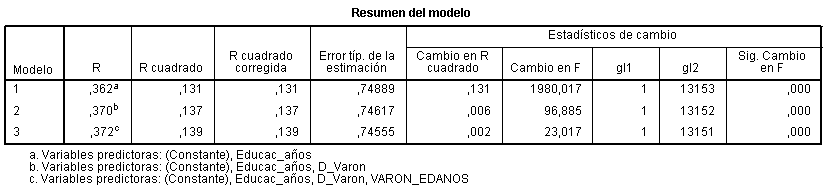 Resumen del modelo
Estadísticos de cambio
Modelo R R cuadrado R cuadrado corregida Error típ. de la estimación Cambio en R cuadrado Cambio en F gl1 gl2 Sig. Cambio en F
1 ,362a ,131 ,131 ,74889 ,131 1980,017 1 13153 ,000
2 ,370b ,137 ,137 ,74617 ,006 96,885 1 13152 ,000
3 ,372c ,139 ,139 ,74555 ,002 23,017 1 13151 ,000
a. Variables predictoras: (Constante), Educac_años
b. Variables predictoras: (Constante), Educac_años, D_Varon
c. Variables predictoras: (Constante), Educac_años, D_Varon, VARON_EDANOS